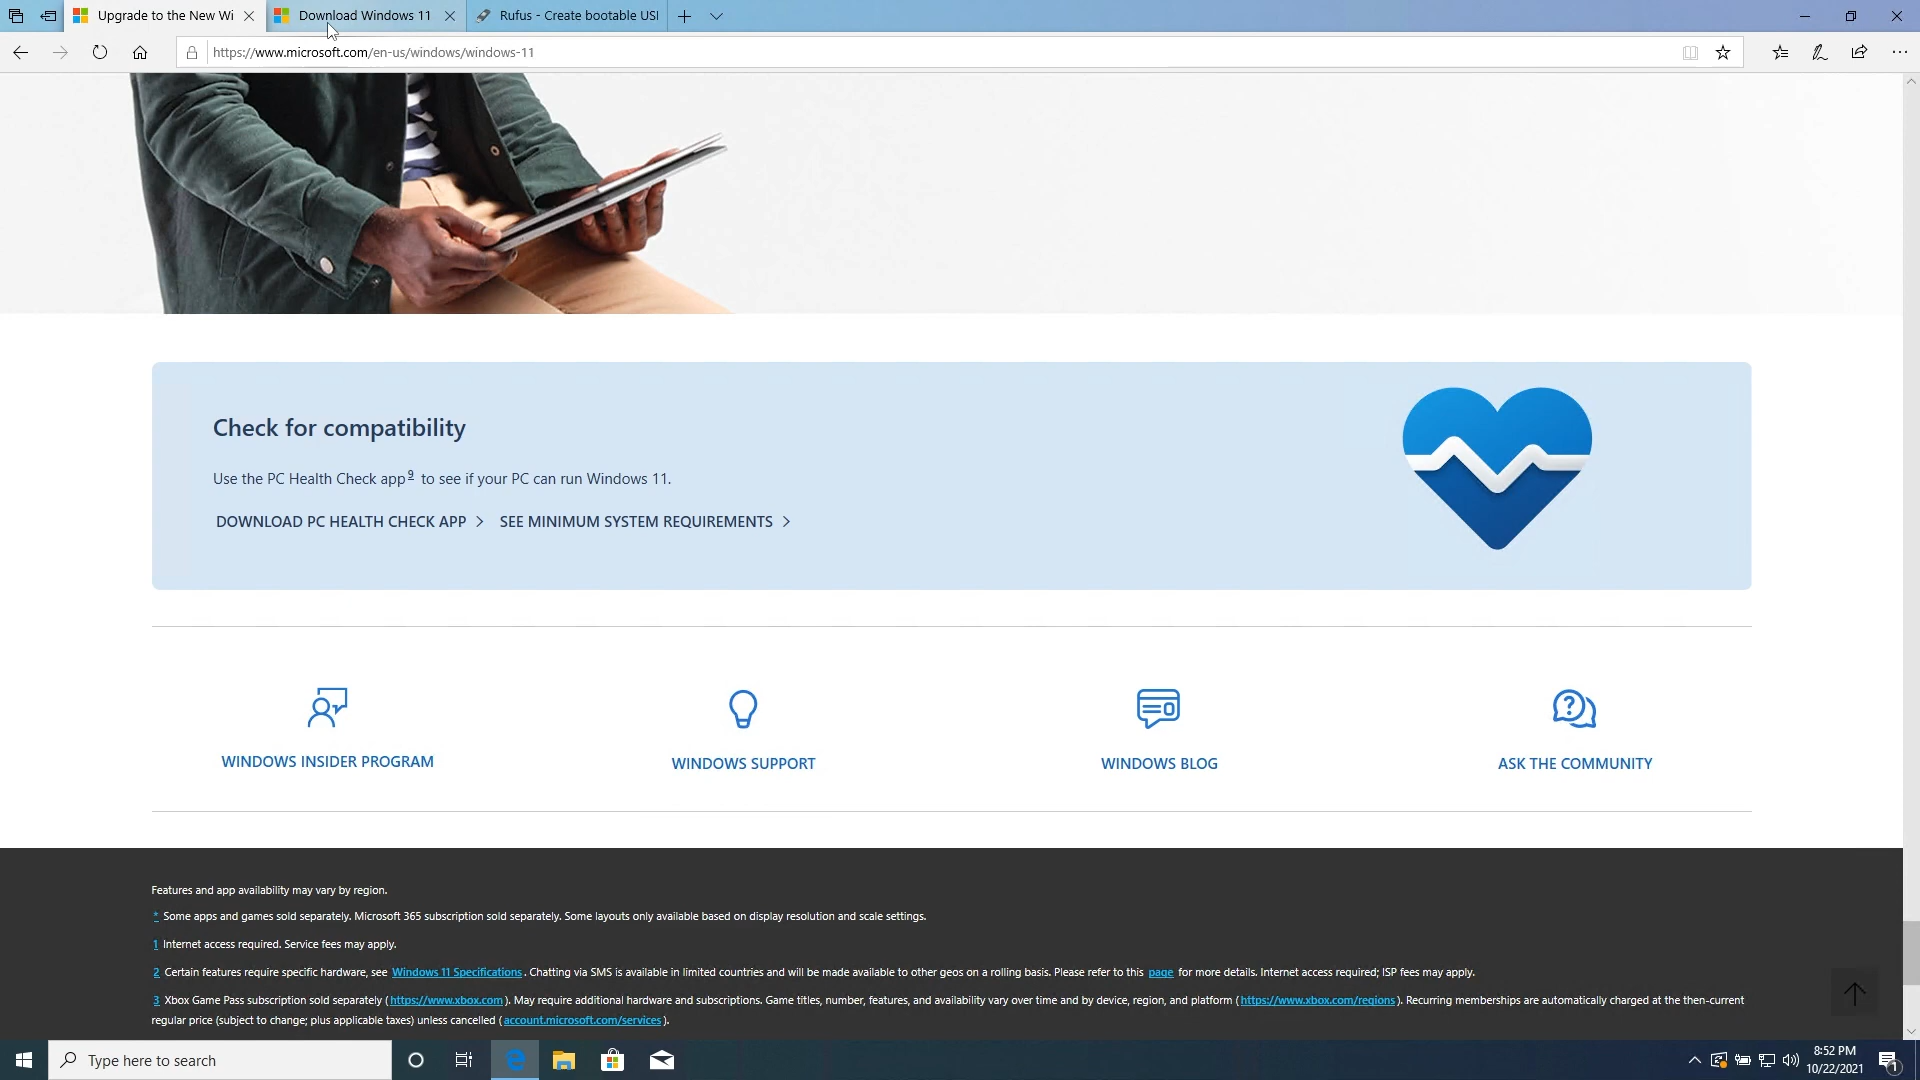 Upgrade to the New Wi
Download Windows 11
Rufus - Create bootable USI
https://www.microsoft.com/en-us/windows/windows-11
Check for compatibility
Use the PC Health Check app9 to see if your PC can run Windows 11.
DOWNLOAD PC HEALTH CHECK APP
SEE MINIMUM SYSTEM REQUIREMENTS
WINDOWS INSIDER PROGRAM
WINDOWS SUPPORT
WINDOWS BLOG
ASK THE COMMUNITY
Features and app availability may vary by region.
* Some apps and games sold separately. Microsoft 365 subscription sold separately. Some layouts only available based on display resolution and scale settings.
1 Internet access required. Service fees may apply.
2 Certain features require specific hardware, see Windows 11 Specifications. Chatting via SMS is available in limited countries and will be made available to other geos on a rolling basis. Please refer to this page for more details. Internet access required; ISP fees may apply.
3 Xbox Game Pass subscription sold separately (https://www.xbox.com). May require additional hardware and subscriptions. Game titles, number, features, and availability vary over time and by device, region, and platform (https://www.xbox.com/regions). Recurring memberships are automatically charged at the then-current
regular price (subject to change; plus applicable taxes) unless cancelled (account.microsoft.com/services).
Type here to search
8:52 PM
10/22/2021
1